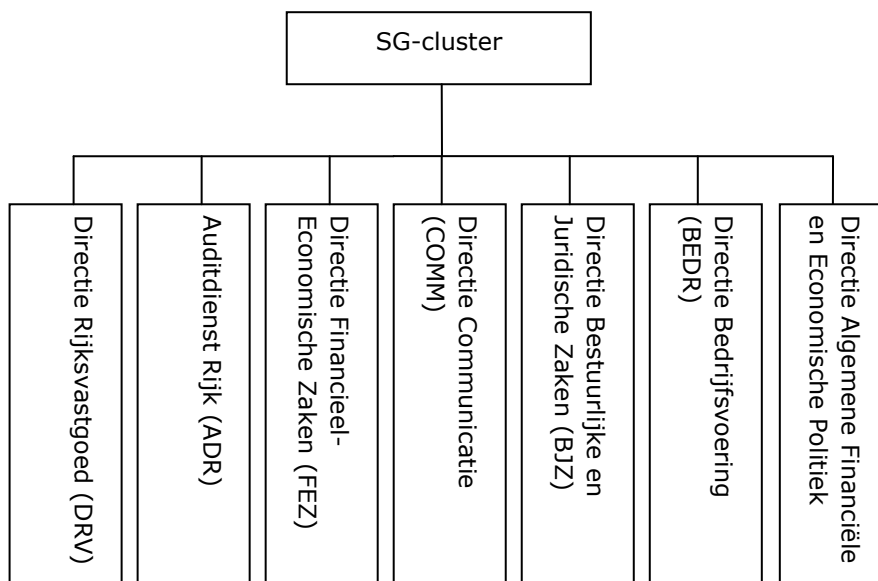 SG-cluster
Directie Rijksvastgoed (DRV)
Auditdienst Rijk (ADR)
Directie Financieel-
Economische Zaken (FEZ)
Directie Communicatie
(COMM)
Directie Bestuurlijke en
Juridische Zaken (BJZ)
Directie Bedrijfsvoering
(BEDR)
Directie Algemene Financiële
en Economische Politiek